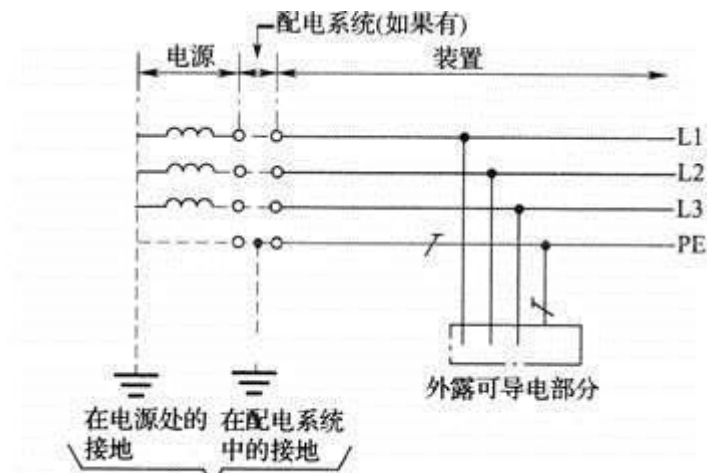 配电系统(如果有)
电源
装置
L1
L2
L3
PE
外露可导电部分
在电源处的
接地
在配电系统
中的接地